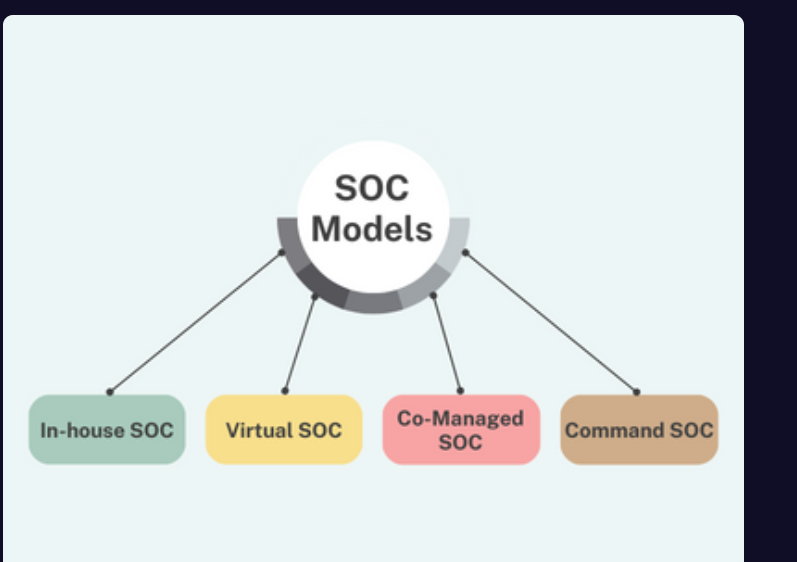 SOC
Models
In-house SOC
Virtual SOC
Co-Managed
SOC
Command SOC